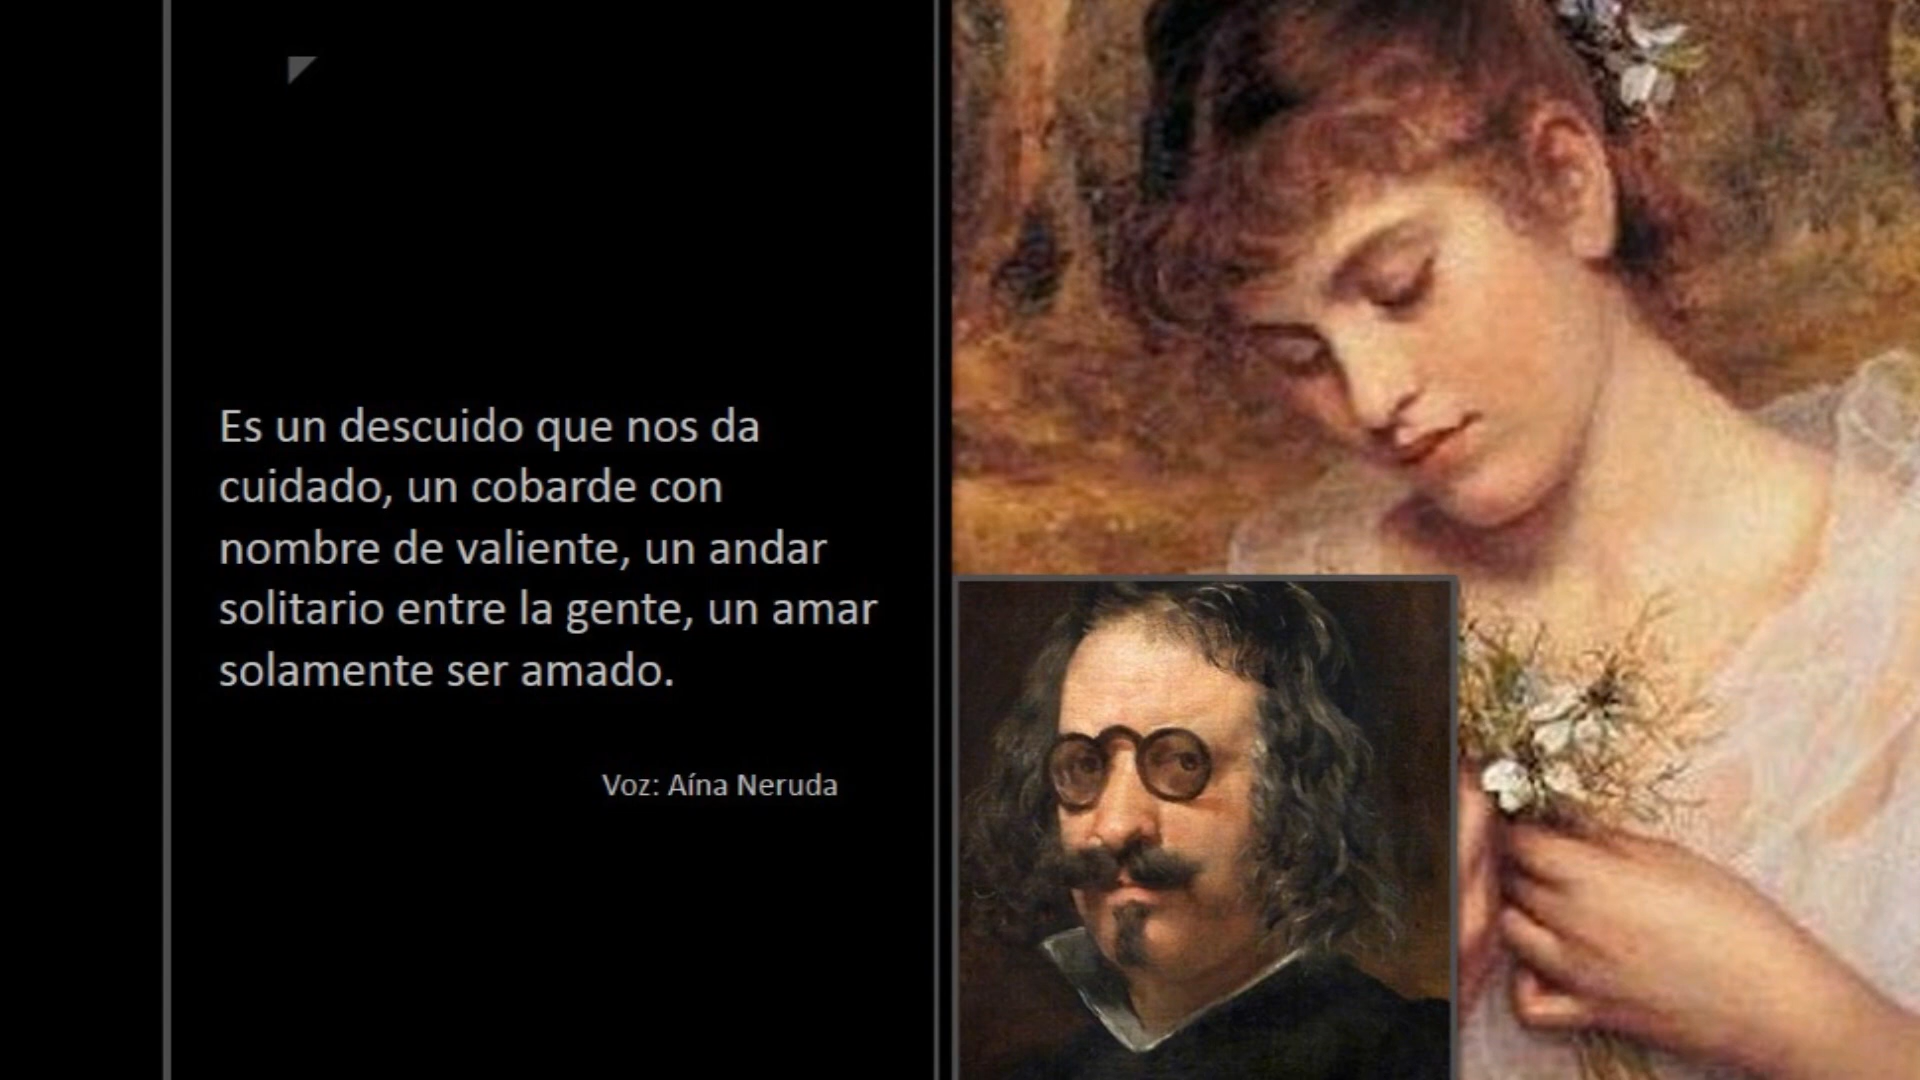 Es un descuido que nos da
cuidado, un cobarde con
nombre de valiente, un andar
solitario entre la gente, un amar
solamente ser amado.
Voz: Aína Neruda